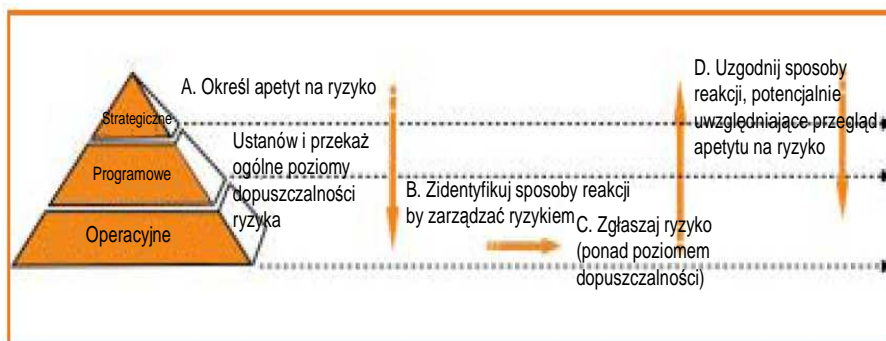 Strategiczne
Programowe
Operacyjne
A. Określ apetyt na ryzyko
Ustanów i przekaż
ogólne poziomy
dopuszczalności
ryzyka
B. Zidentyfikuj sposoby reakcji
by zarządzać ryzykiem
C. Zgłaszaj ryzyko
(ponad poziomem
dopuszczalności)
D. Uzgodnij sposoby
reakcji, potencjalnie
uwzględniające przegląd
apetytu na ryzyko